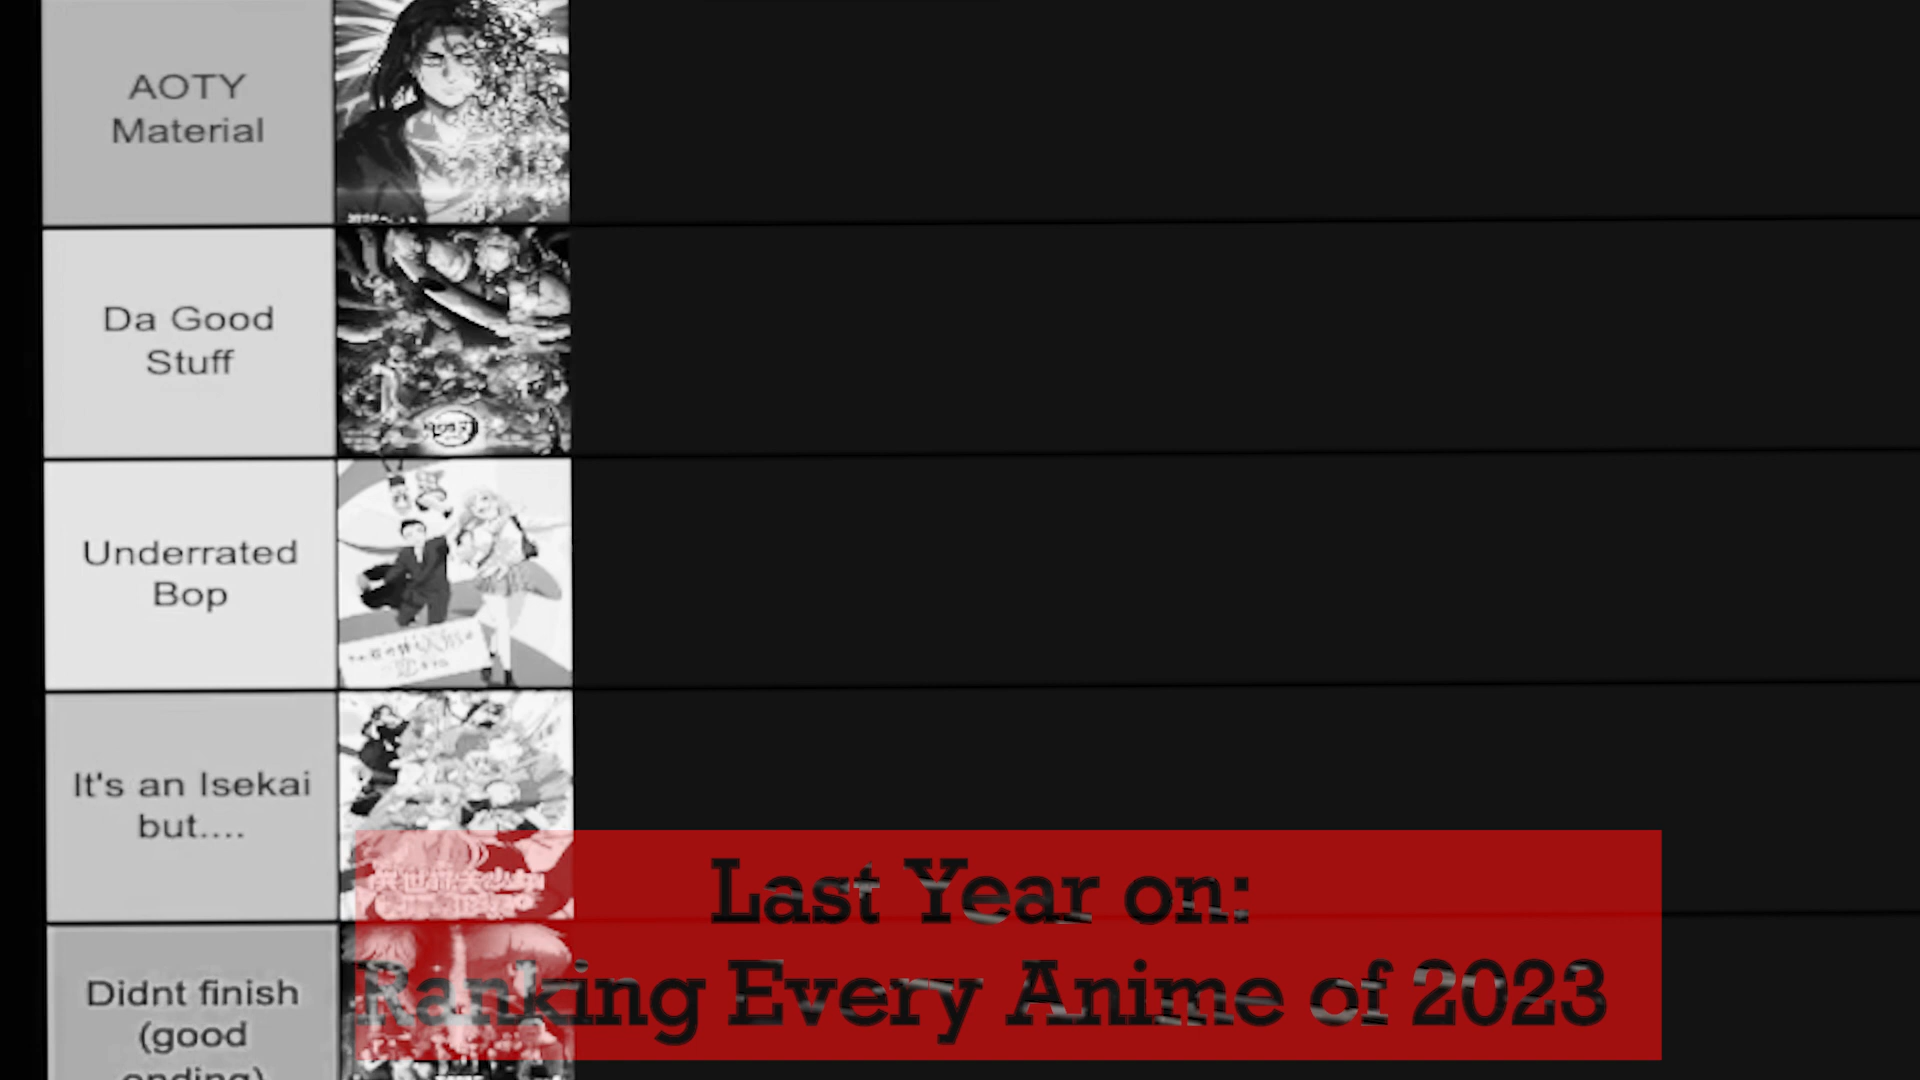 AOTY
Material
Da Good
Stuff
Underrated
Bop
It's an Isekai
but....
Last Year on:
Ranking Every Anime of 2023
Didnt finish
(good
ending)